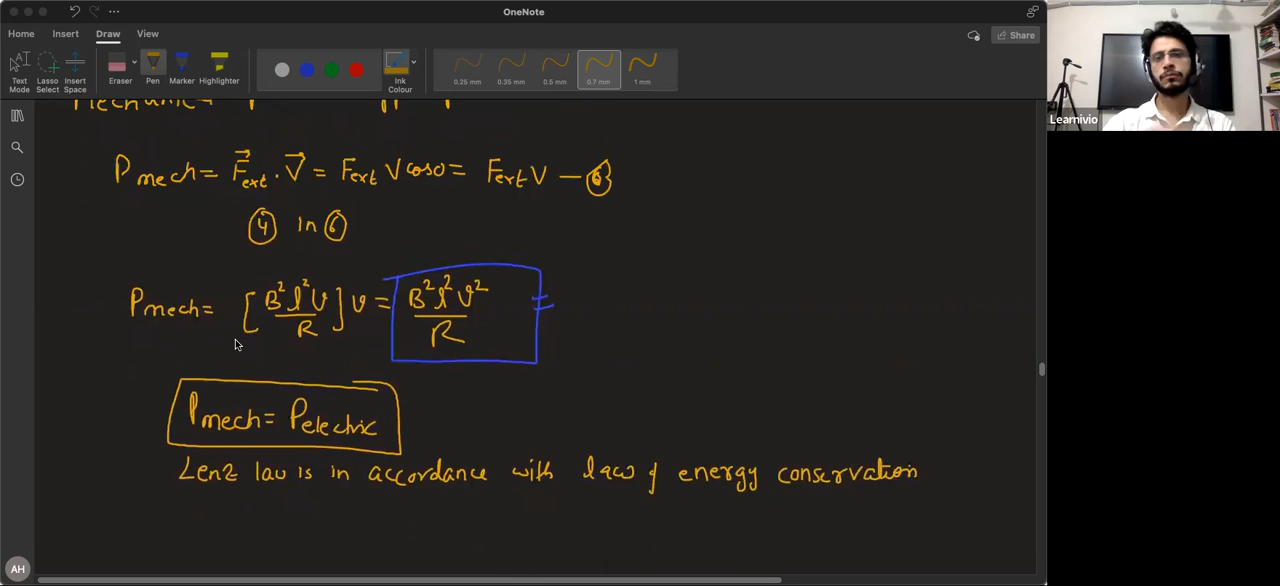 OneNote
Home Insert Draw View
Share
Text Mode
Lasso Select
Insert Space
Eraser
Pen
Marker
Highlighter
Ink Colour
0.25 mm
0.35 mm
0.5 mm
0.7 mm
1 mm
Learnivio
P mech = F⃗ext . V⃗ = Fext V cos0 = Fext V — ⑥
④ in ⑥
Pmech = [B²l²V/R] v = B²l²v²/R
Pmech = Pelectric
Lenz law is in accordance with law of energy conservation
AH